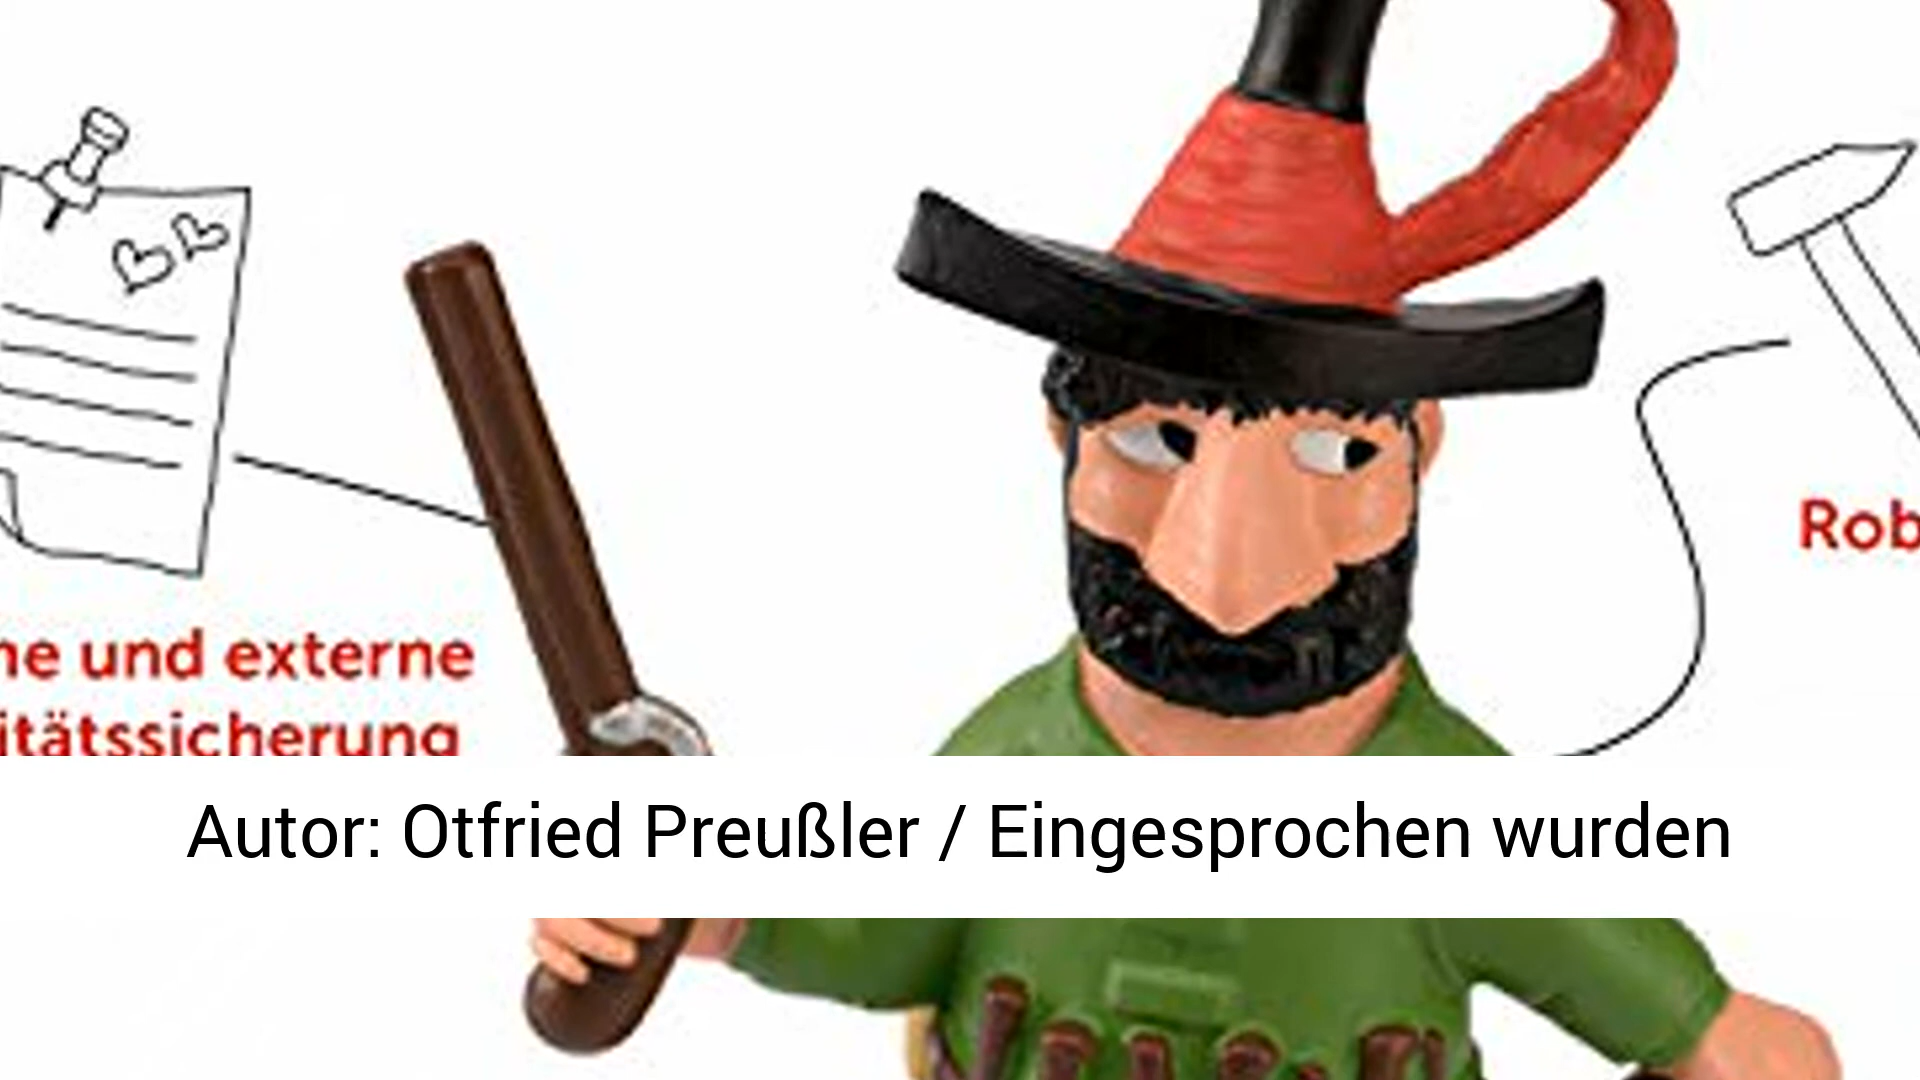 ne und externe
itätssicherung
Rob
Autor: Otfried Preußler / Eingesprochen wurden